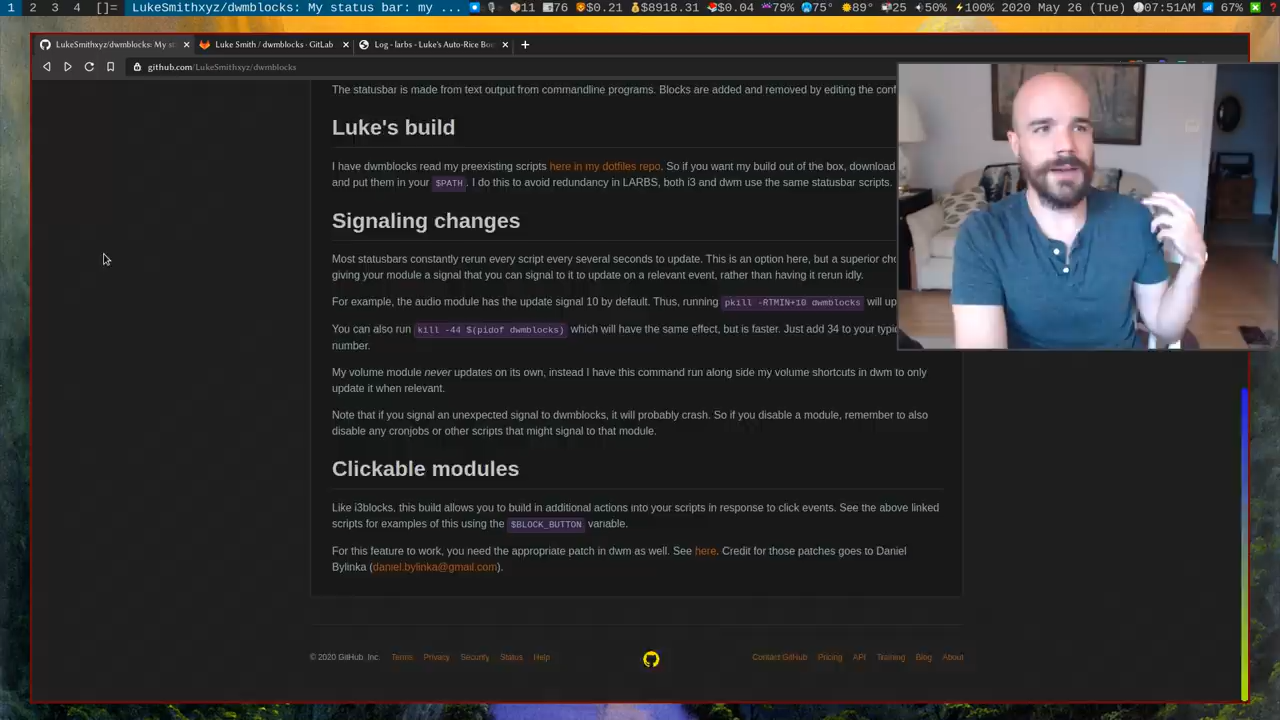 1 2 3 4 []= LukeSmithxyz/dwmblocks: My status bar: my ... 11 76 $0.21 $8918.31 $0.04 79% 75° 89° 25 50% 100% 2020 May 26 (Tue) 07:51AM 67%
LukeSmithxyz/dwmblocks: My st × Luke Smith / dwmblocks · GitLab × Log - larbs - Luke's Auto-Rice Bo × +
github.com/LukeSmithxyz/dwmblocks
The statusbar is made from text output from commandline programs. Blocks are added and removed by editing the conf
Luke's build
I have dwmblocks read my preexisting scripts here in my dotfiles repo. So if you want my build out of the box, download
and put them in your $PATH. I do this to avoid redundancy in LARBS, both i3 and dwm use the same statusbar scripts.
Signaling changes
Most statusbars constantly rerun every script every several seconds to update. This is an option here, but a superior cho
giving your module a signal that you can signal to it to update on a relevant event, rather than having it rerun idly.
For example, the audio module has the update signal 10 by default. Thus, running pkill -RTMIN+10 dwmblocks will up
You can also run kill -44 $(pidof dwmblocks) which will have the same effect, but is faster. Just add 34 to your typic
number.
My volume module never updates on its own, instead I have this command run along side my volume shortcuts in dwm to only
update it when relevant.
Note that if you signal an unexpected signal to dwmblocks, it will probably crash. So if you disable a module, remember to also
disable any cronjobs or other scripts that might signal to that module.
Clickable modules
Like i3blocks, this build allows you to build in additional actions into your scripts in response to click events. See the above linked
scripts for examples of this using the $BLOCK_BUTTON variable.
For this feature to work, you need the appropriate patch in dwm as well. See here. Credit for those patches goes to Daniel
Bylinka (daniel.bylinka@gmail.com).
© 2020 GitHub, Inc. Terms Privacy Security Status Help Contact GitHub Pricing API Training Blog About